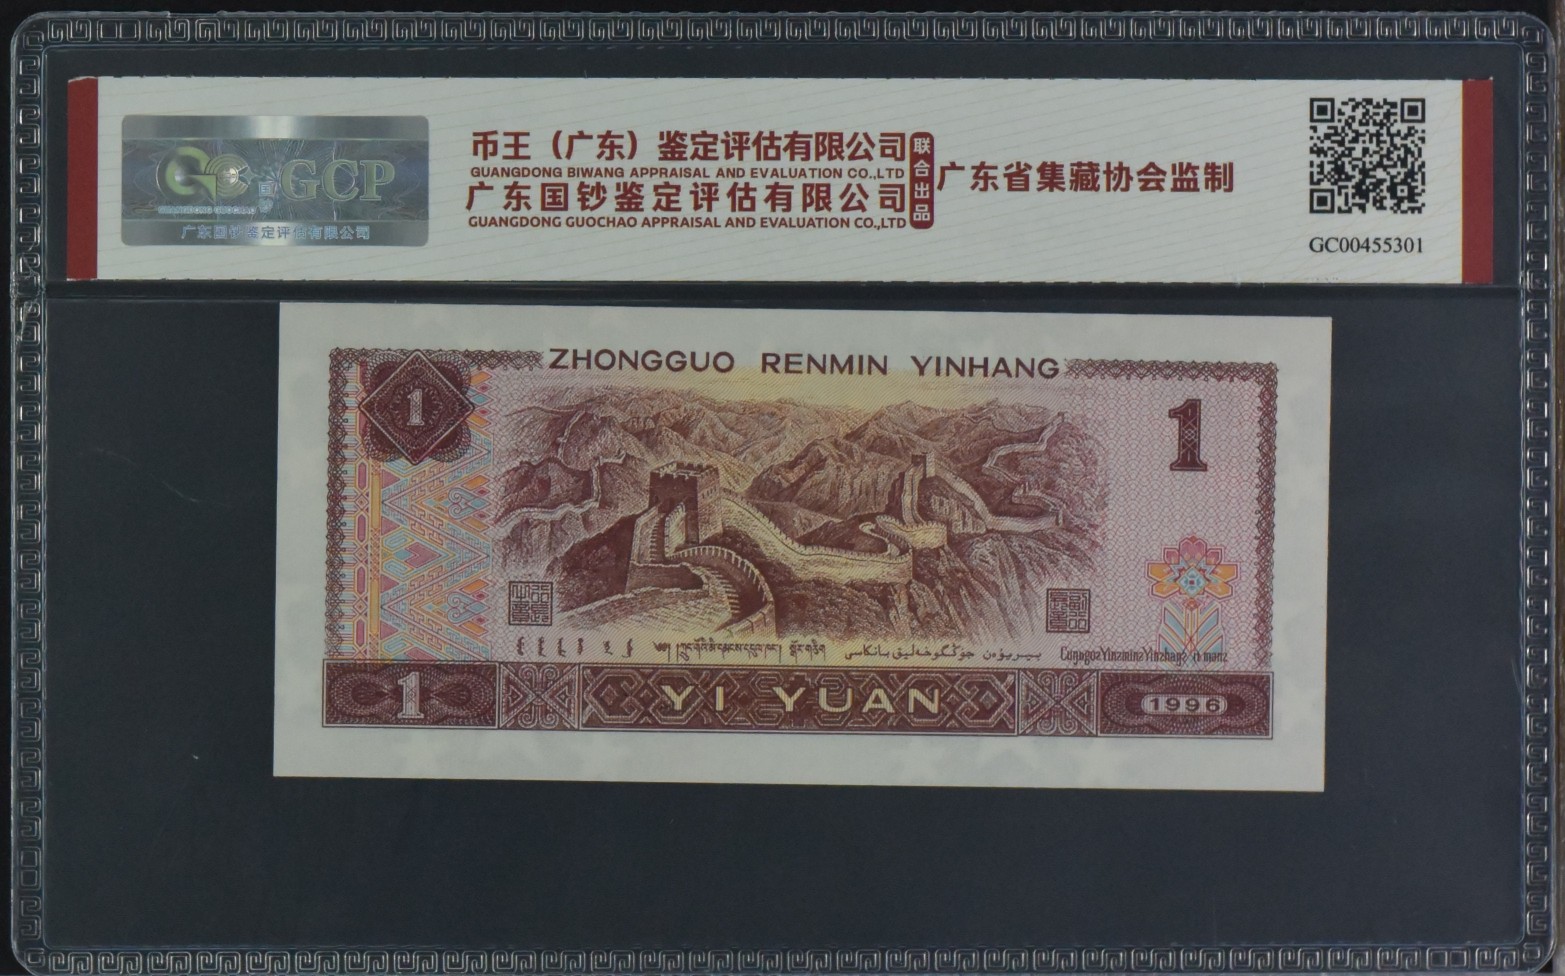 GCP
GUANGDONG GUOCHAO
广东国钞鉴定评估有限公司
币王（广东）鉴定评估有限公司
GUANGDONG BIWANG APPRAISAL AND EVALUATION CO.,LTD
广东国钞鉴定评估有限公司
GUANGDONG GUOCHAO APPRAISAL AND EVALUATION CO.,LTD
联合出品
广东省集藏协会监制
GC00455301
ZHONGGUO RENMIN YINHANG
1
1
1
YI YUAN
1996